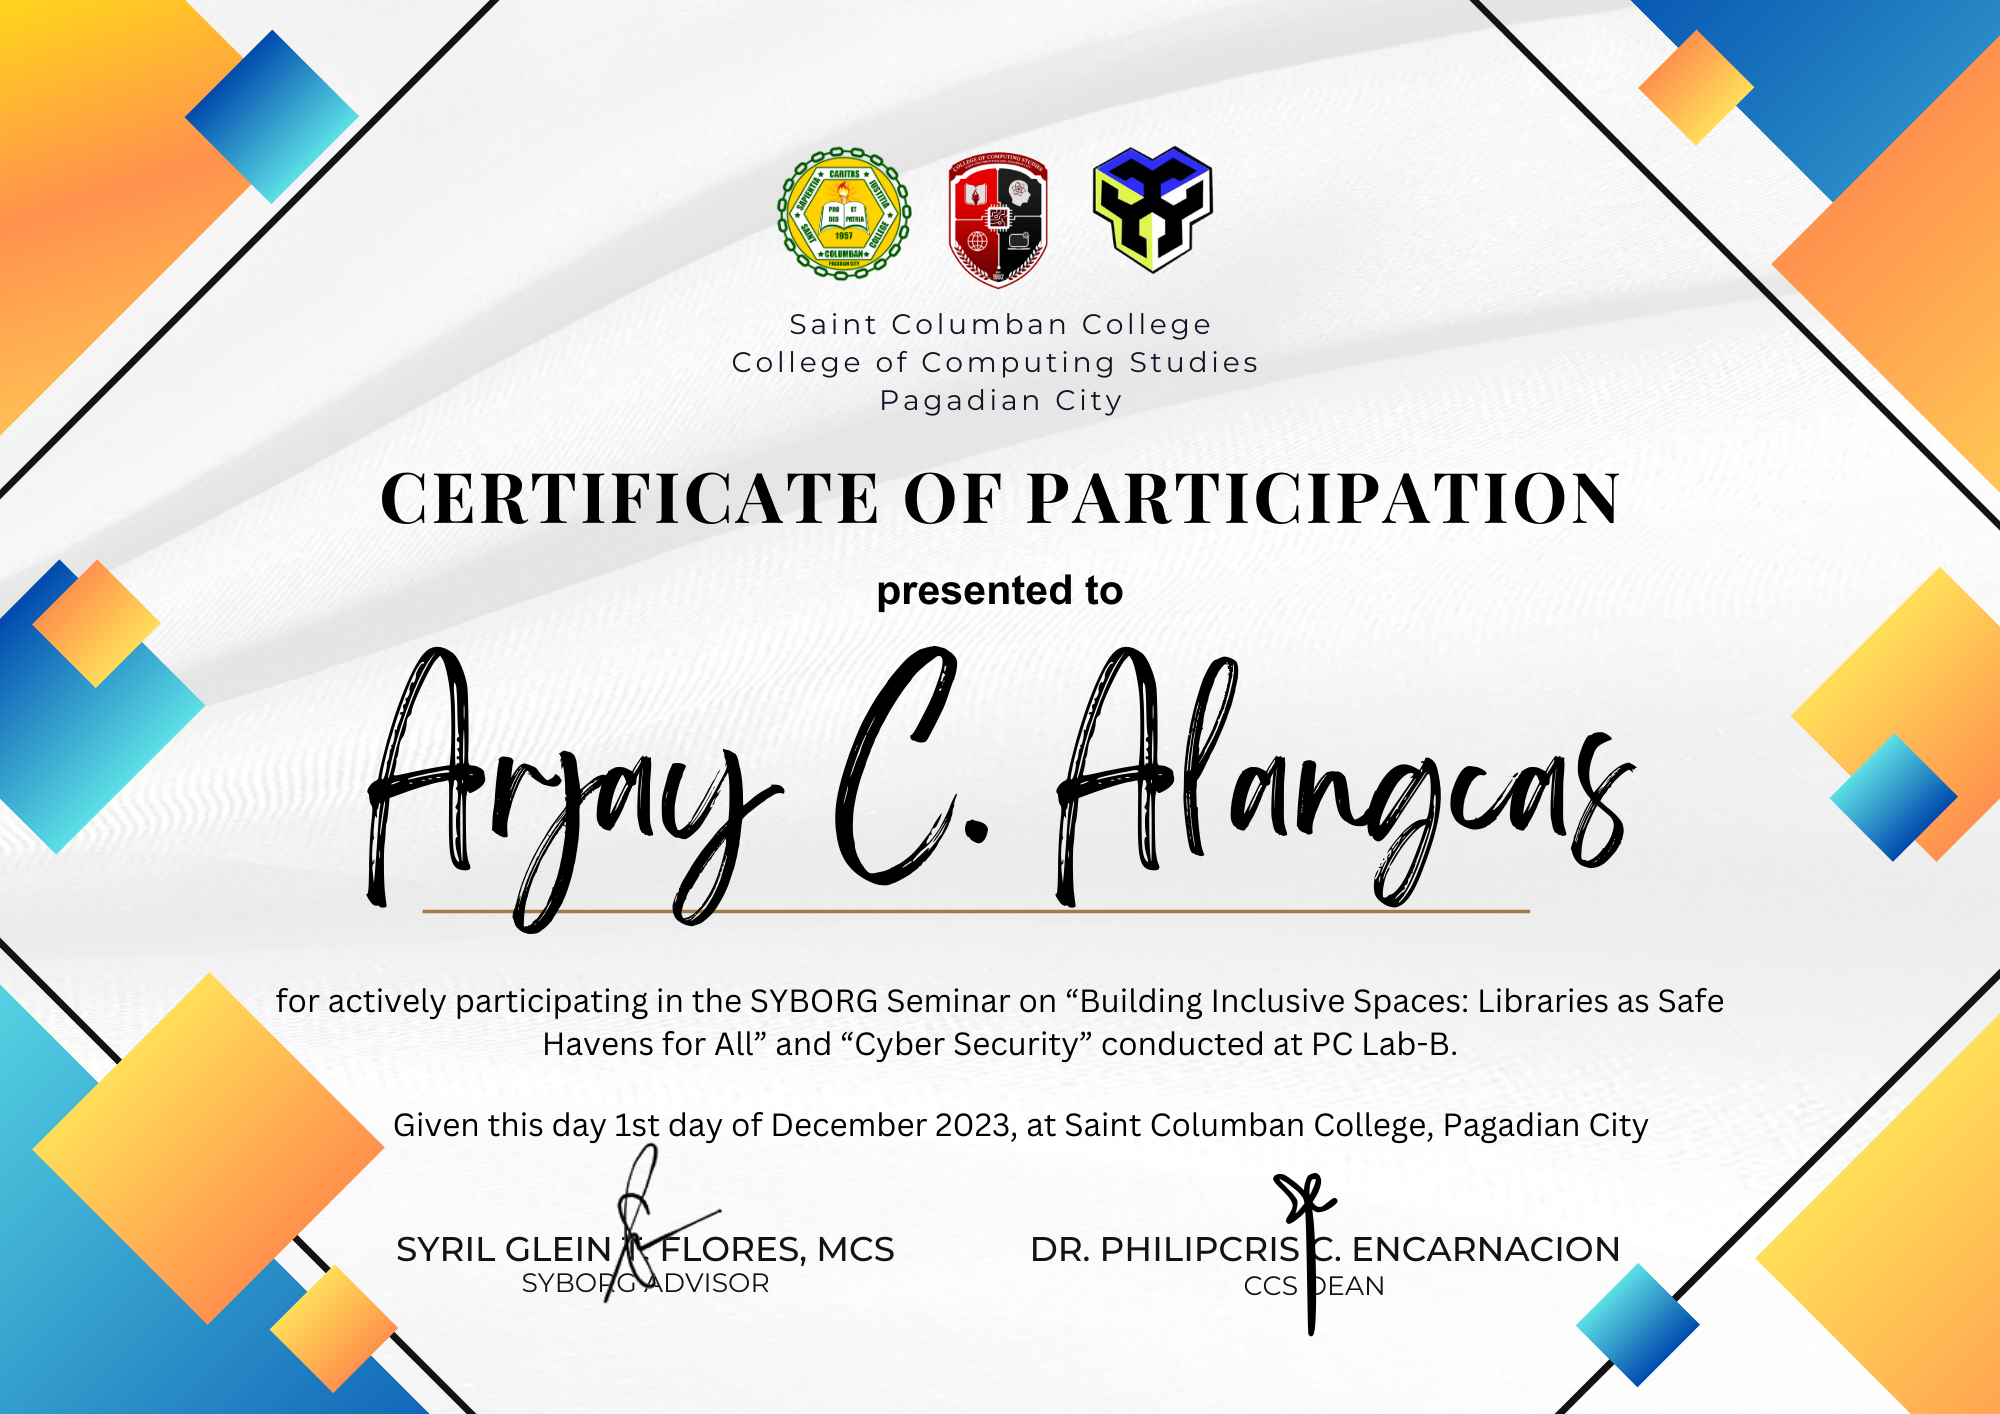 CARITAS
SAPIENTIA
JUSTITIA
PRO DEO
ET PATRIA
1957
SAINT
COLUMBAN
COLLEGE
PAGADIAN CITY
COLLEGE OF COMPUTING STUDIES
1992
Saint Columban College
College of Computing Studies
Pagadian City
CERTIFICATE OF PARTICIPATION
presented to
Arjay C. Alangcas
for actively participating in the SYBORG Seminar on “Building Inclusive Spaces: Libraries as Safe
Havens for All” and “Cyber Security” conducted at PC Lab-B.
Given this day 1st day of December 2023, at Saint Columban College, Pagadian City
SYRIL GLEIN T. FLORES, MCS
SYBORG ADVISOR
DR. PHILIPCRIS C. ENCARNACION
CCS DEAN